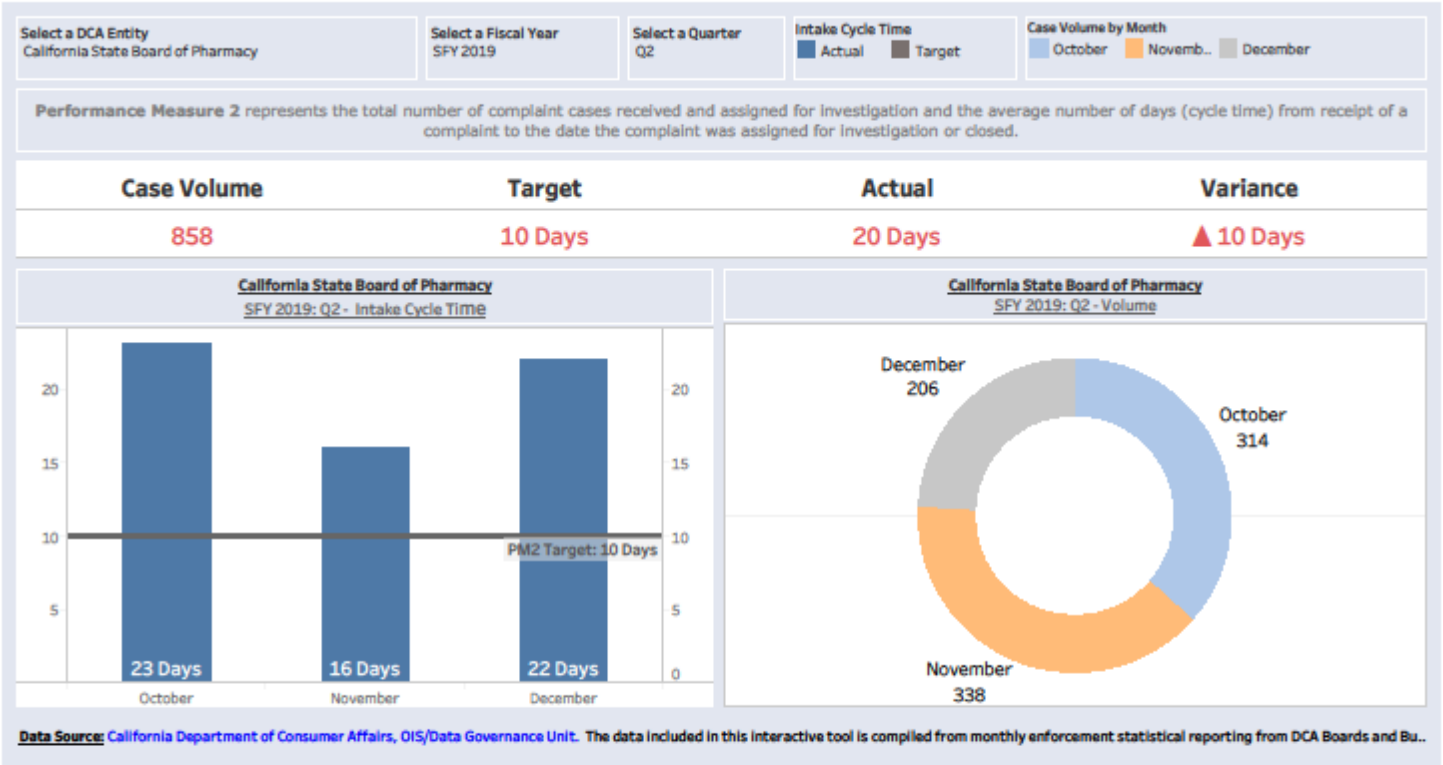 Select a DCA Entity
California State Board of Pharmacy
Select a Fiscal Year
SFY 2019
Select a Quarter
Q2
Intake Cycle Time
Actual
Target
Case Volume by Month
October
Novemb..
December
Performance Measure 2 represents the total number of complaint cases received and assigned for investigation and the average number of days (cycle time) from receipt of a
complaint to the date the complaint was assigned for investigation or closed.
Case Volume Target Actual Variance
858 10 Days 20 Days ▲ 10 Days
California State Board of Pharmacy
SFY 2019: Q2 - Intake Cycle Time
20
15
10
5
20
15
10
5
0
PM2 Target: 10 Days
23 Days
16 Days
22 Days
October
November
December
California State Board of Pharmacy
SFY 2019: Q2 - Volume
December
206
October
314
November
338
Data Source: California Department of Consumer Affairs, OIS/Data Governance Unit. The data included in this interactive tool is compiled from monthly enforcement statistical reporting from DCA Boards and Bu..